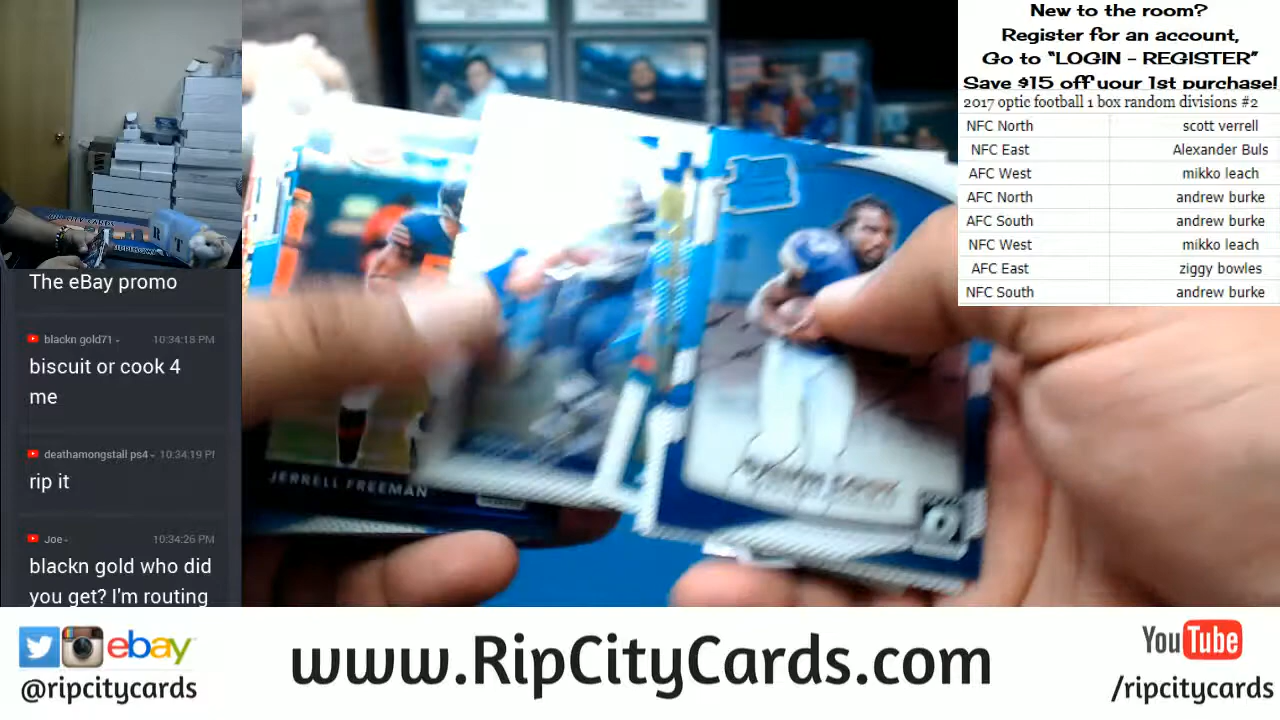 New to the room?
Register for an account,
Go to “LOGIN - REGISTER”
Save $15 off your 1st purchase!
2017 optic football 1 box random divisions #2
NFC North scott verrell
NFC East Alexander Buls
AFC West mikko leach
AFC North andrew burke
AFC South andrew burke
NFC West mikko leach
AFC East ziggy bowles
NFC South andrew burke
The eBay promo
blackn gold71 - 10:34:18 PM
biscuit or cook 4
me
deathamongstall ps4 - 10:34:19 PM
rip it
Joe - 10:34:26 PM
blackn gold who did
you get? I'm routing
JERRELL FREEMAN
ebay
@ripcitycards
www.RipCityCards.com
YouTube
/ripcitycards